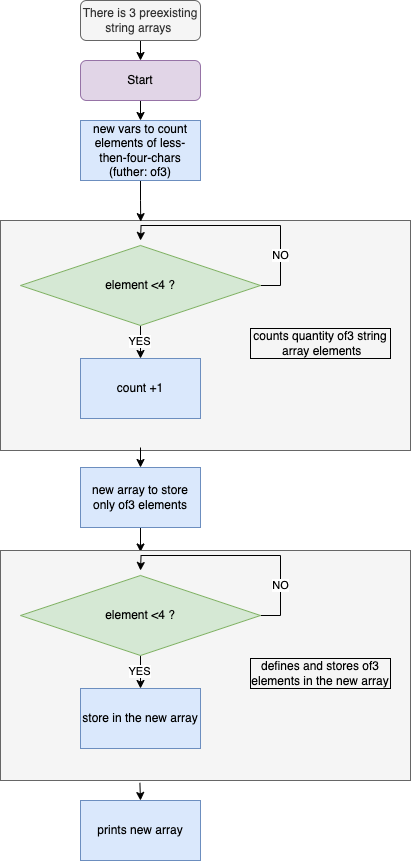 There is 3 preexisting
string arrays
Start
new vars to count
elements of less-
then-four-chars
(futher: of3)
NO
element <4 ?
YES
counts quantity of3 string
array elements
count +1
new array to store
only of3 elements
NO
element <4 ?
YES
defines and stores of3
elements in the new array
store in the new array
prints new array